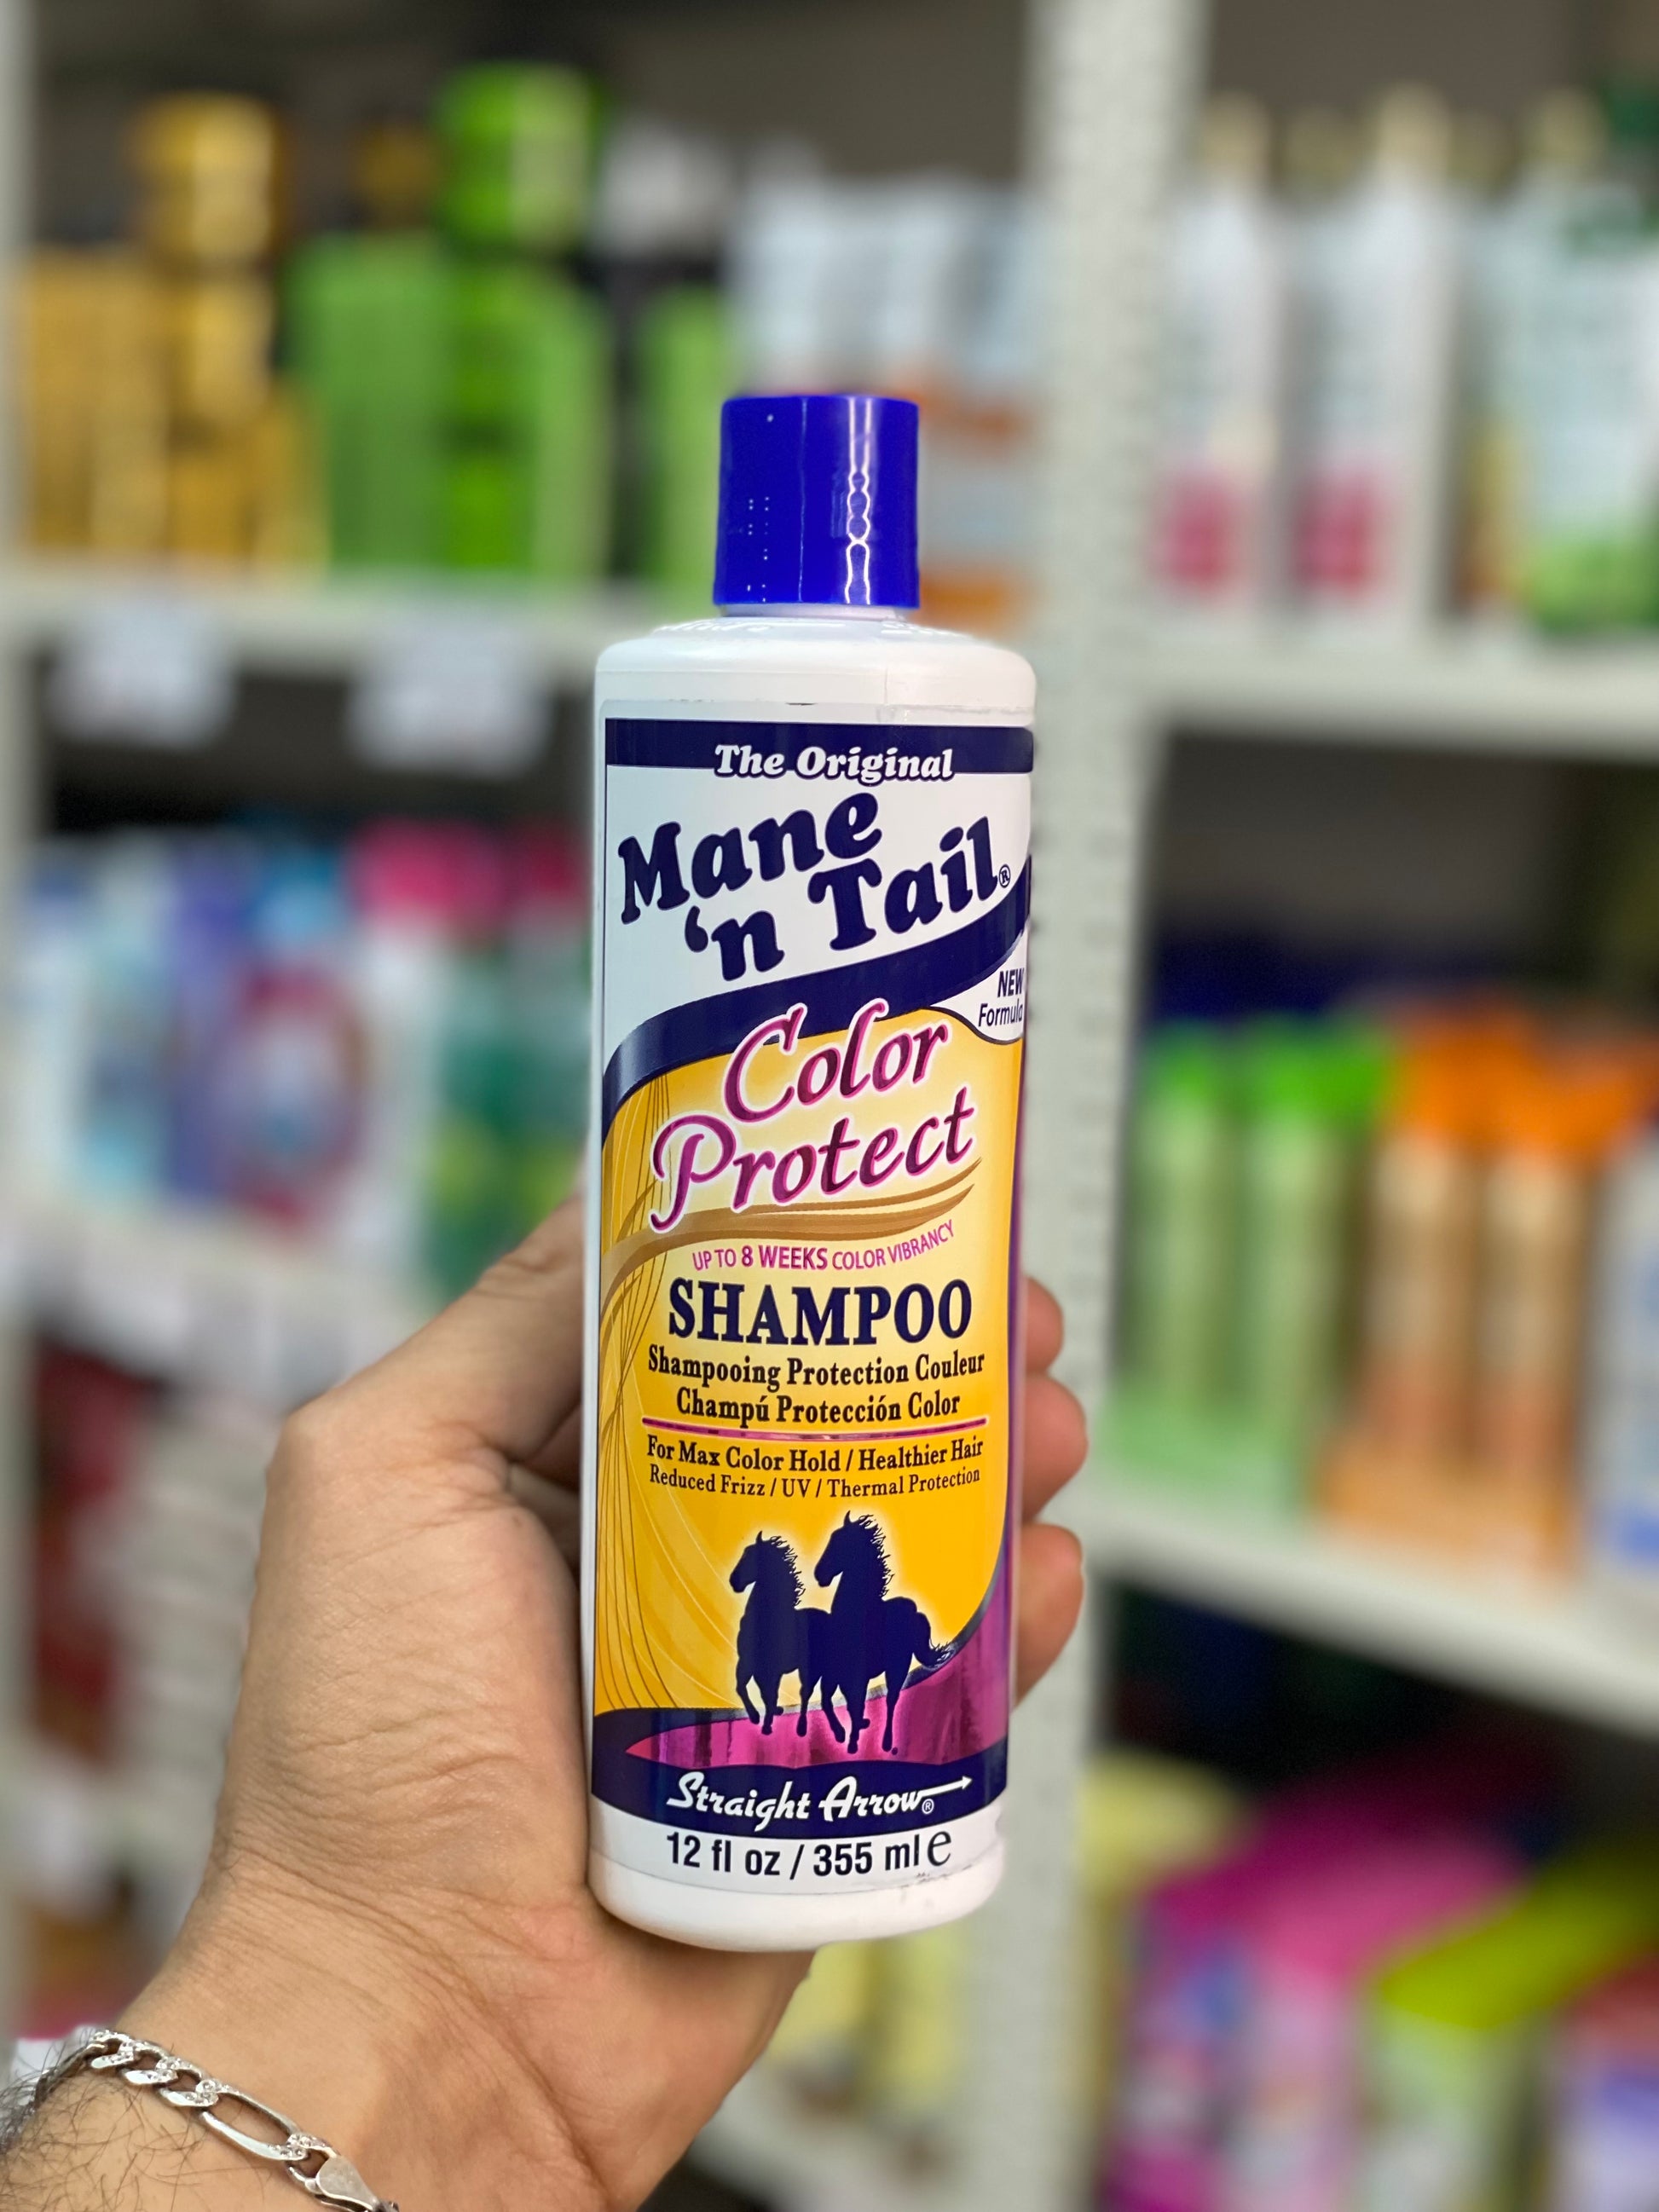 The Original
Mane
'n Tail®
NEW
Formula
Color
Protect
UP TO 8 WEEKS COLOR VIBRANCY
SHAMPOO
Shampooing Protection Couleur
Champú Protección Color
For Max Color Hold / Healthier Hair
Reduced Frizz / UV / Thermal Protection
Straight Arrow®
12 fl oz / 355 ml e